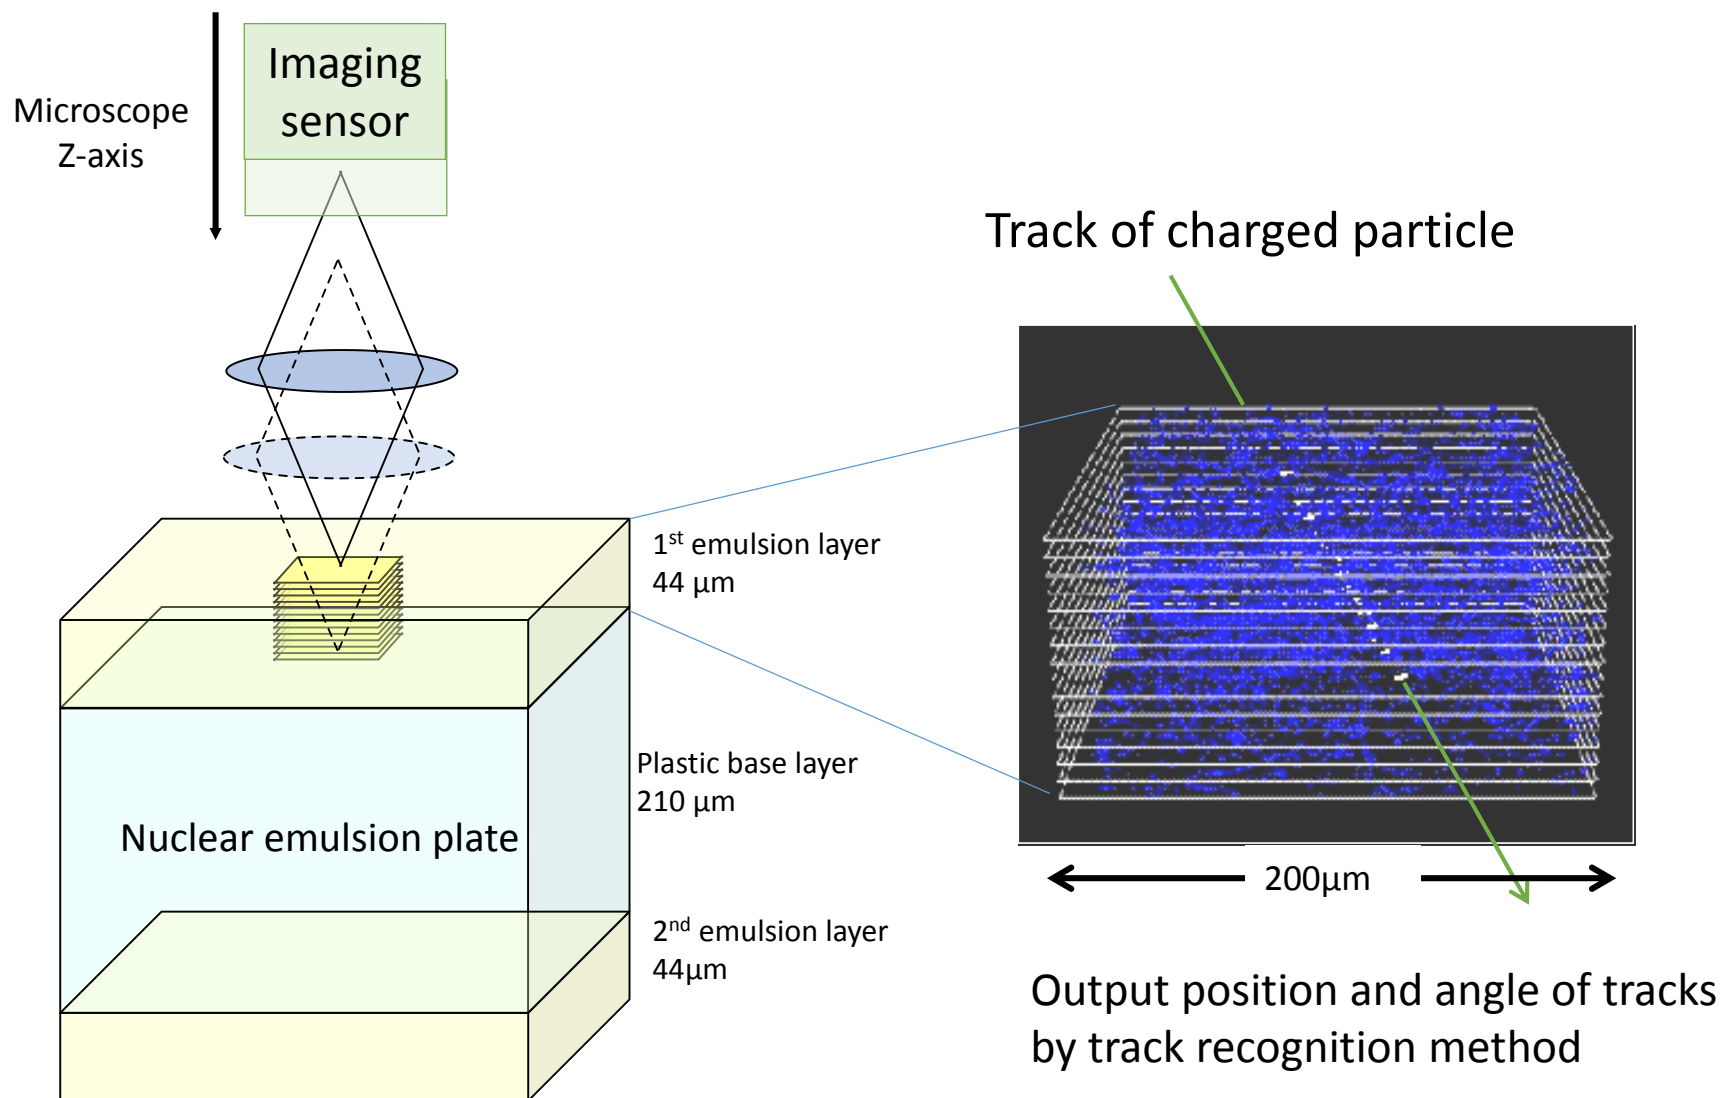 Microscope
Z-axis
Imaging
sensor
1st emulsion layer
44 μm
Plastic base layer
210 μm
Nuclear emulsion plate
2nd emulsion layer
44μm
Track of charged particle
200μm
Output position and angle of tracks
by track recognition method